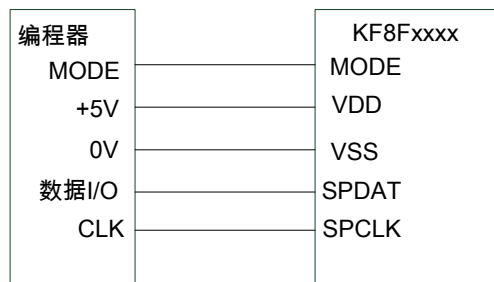 编程器
KF8Fxxxx
MODE
MODE
+5V
VDD
0V
VSS
数据I/O
SPDAT
CLK
SPCLK